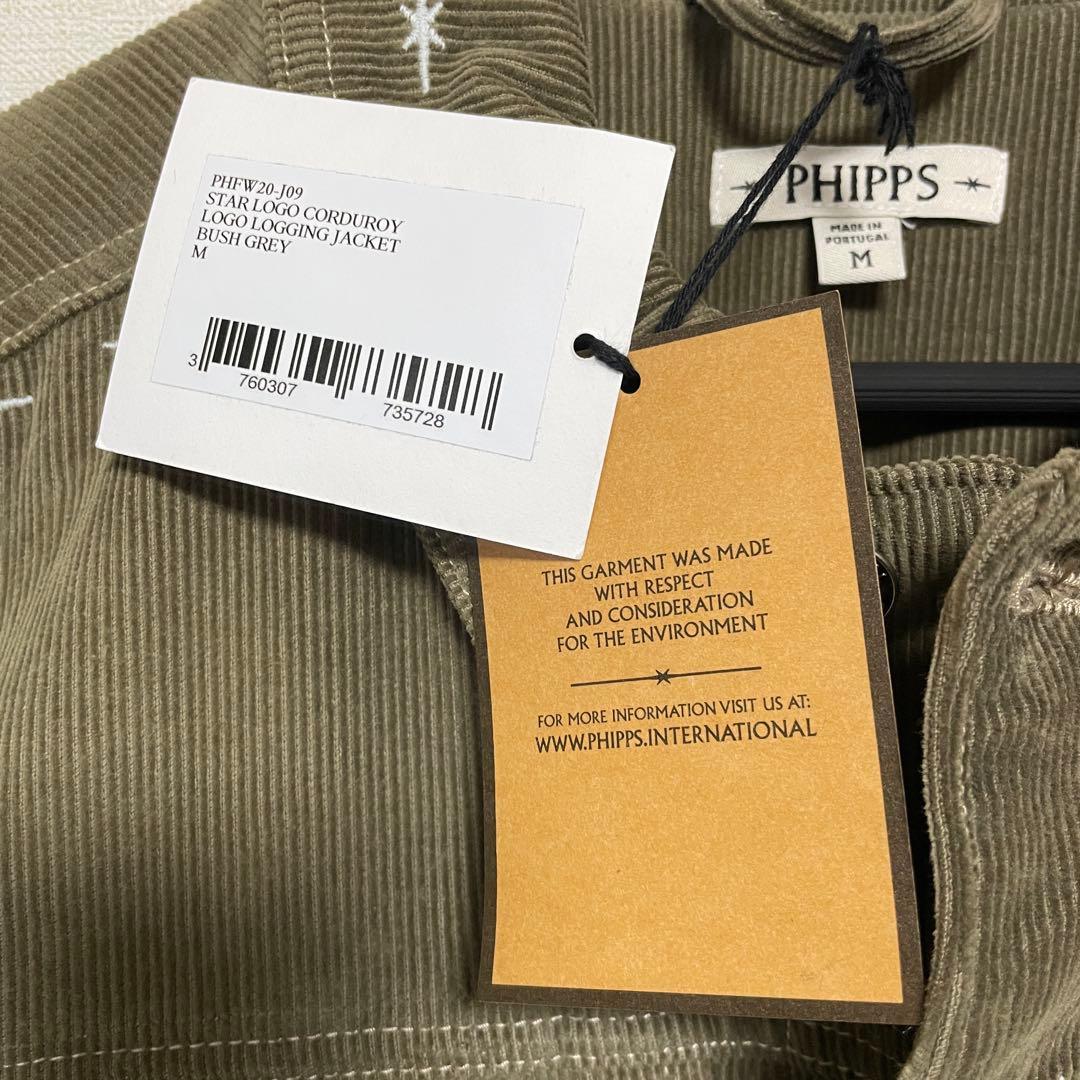 PHFW20-J09
STAR LOGO CORDUROY
LOGO LOGGING JACKET
BUSH GREY
M
3 760307 735728
PHIPPS
MADE IN
PORTUGAL
M
THIS GARMENT WAS MADE
WITH RESPECT
AND CONSIDERATION
FOR THE ENVIRONMENT
FOR MORE INFORMATION VISIT US AT:
WWW.PHIPPS.INTERNATIONAL